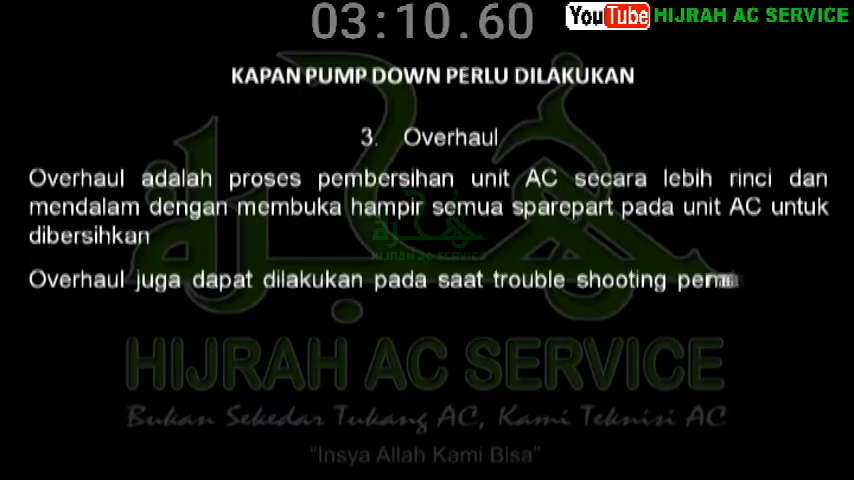 03:10.60
YouTube HIJRAH AC SERVICE
KAPAN PUMP DOWN PERLU DILAKUKAN
3. Overhaul
Overhaul adalah proses pembersihan unit AC secara lebih rinci dan
mendalam dengan membuka hampir semua sparepart pada unit AC untuk
dibersihkan
HIJRAH AC SERVICE
Overhaul juga dapat dilakukan pada saat trouble shooting
HIJRAH AC SERVICE
Bukan Sekedar Tukang AC, Kami Teknisi AC
"Insya Allah Kami Bisa"